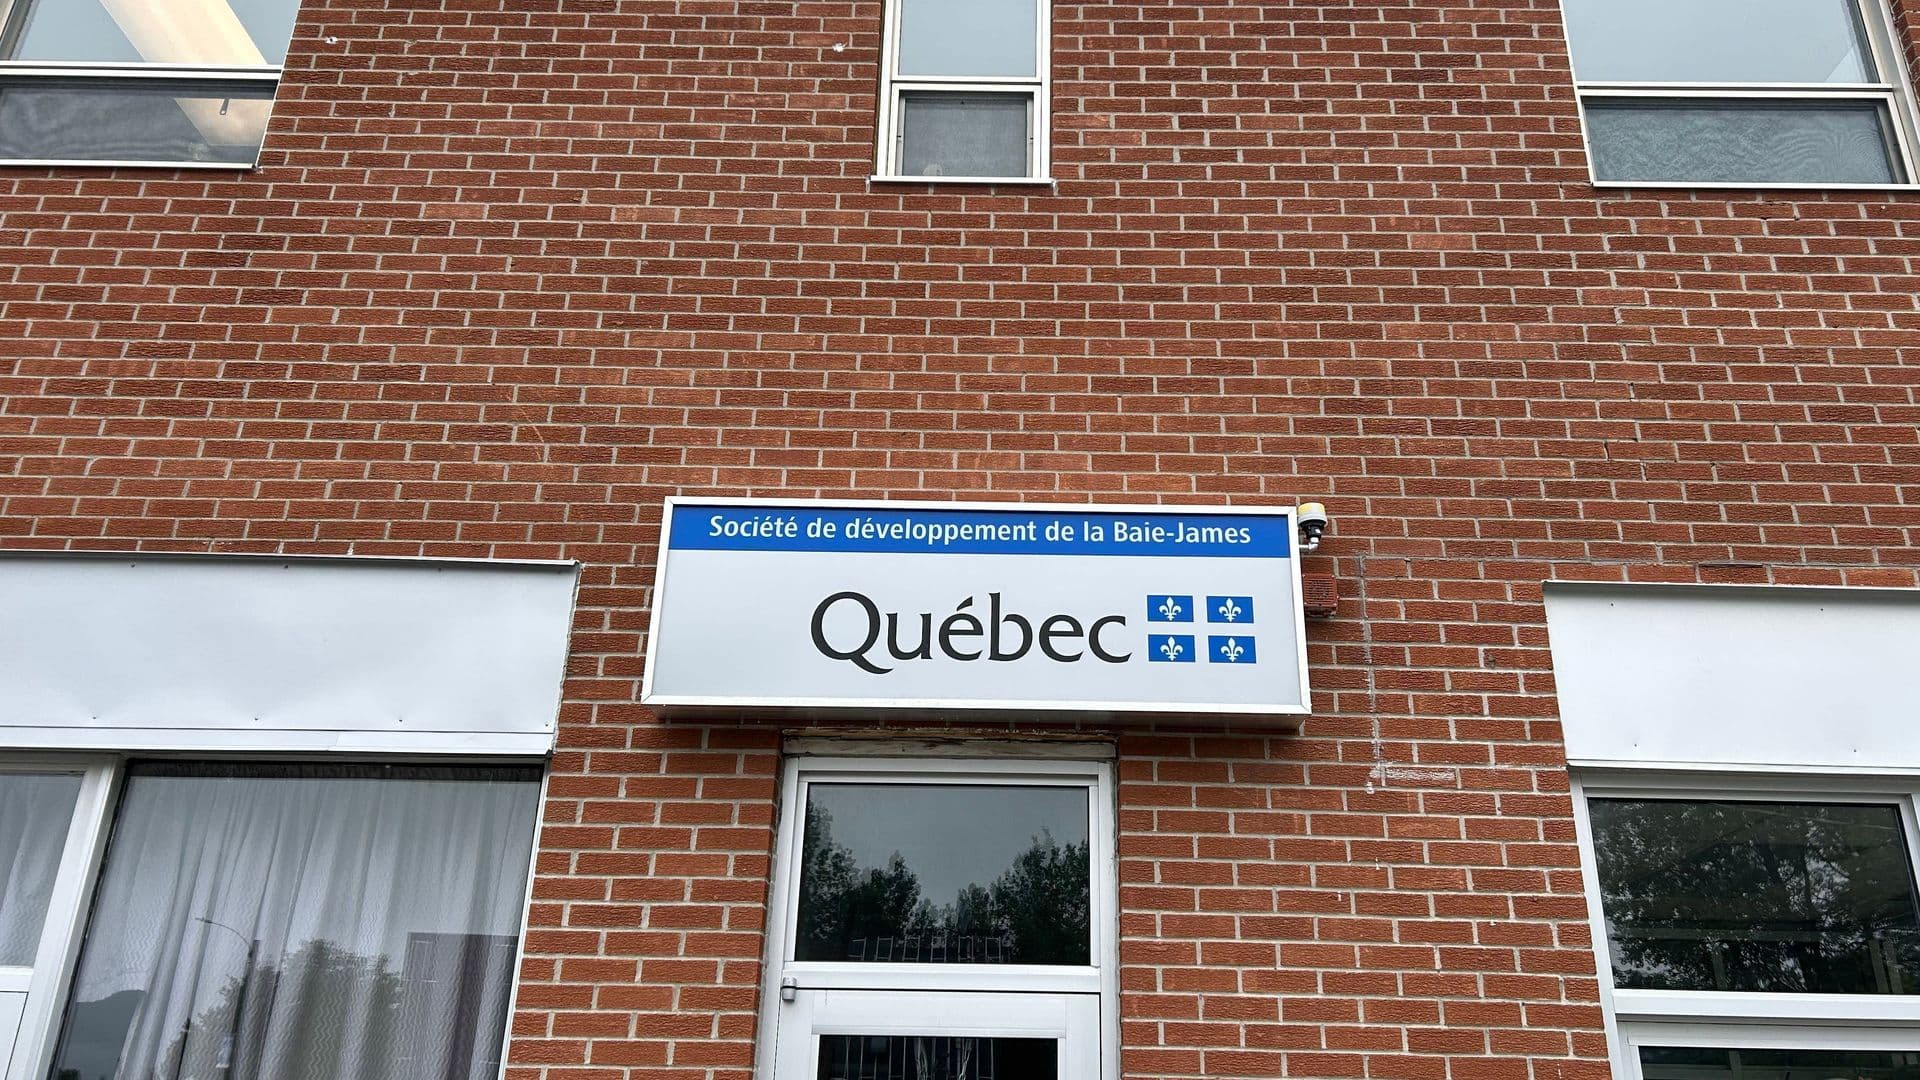 Société de développement de la Baie-James
Québec